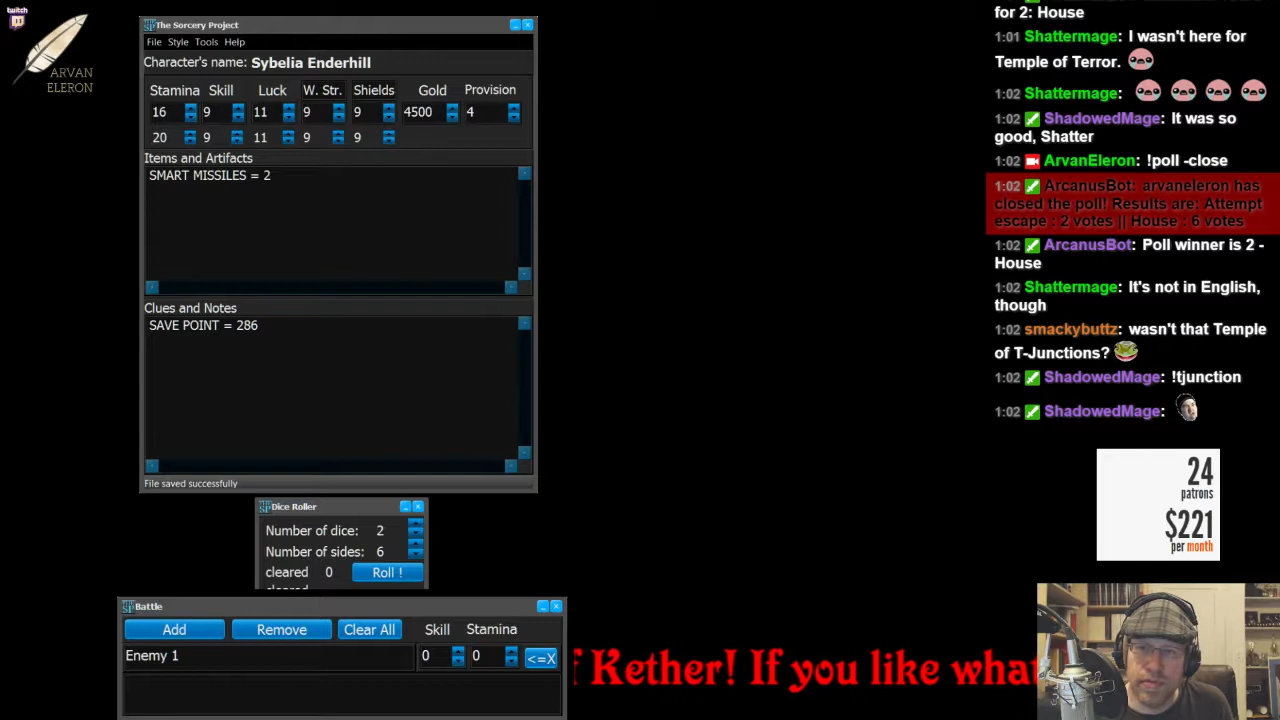 twitch
ARVAN
ELERON
The Sorcery Project
File Style Tools Help
Character's name: Sybelia Enderhill
Stamina Skill Luck W. Str. Shields Gold Provision
16 9 11 9 9 4500 4
20 9 11 9 9
Items and Artifacts
SMART MISSILES = 2
Clues and Notes
SAVE POINT = 286
File saved successfully
Dice Roller
Number of dice: 2
Number of sides: 6
cleared 0 Roll !
cleared
Battle
Add Remove Clear All Skill Stamina
Enemy 1 0 0 <=X
f Kether! If you like what
for 2: House
1:01 Shattermage: I wasn't here for
Temple of Terror.
1:02 Shattermage:
1:02 ShadowedMage: It was so
good, Shatter
1:02 ArvanEleron: !poll -close
1:02 ArcanusBot: arvaneleron has
closed the poll! Results are: Attempt
escape : 2 votes || House : 6 votes
1:02 ArcanusBot: Poll winner is 2 -
House
1:02 Shattermage: It's not in English,
though
1:02 smackybuttz: wasn't that Temple
of T-Junctions?
1:02 ShadowedMage: !tjunction
1:02 ShadowedMage:
24
patrons
$221
per month